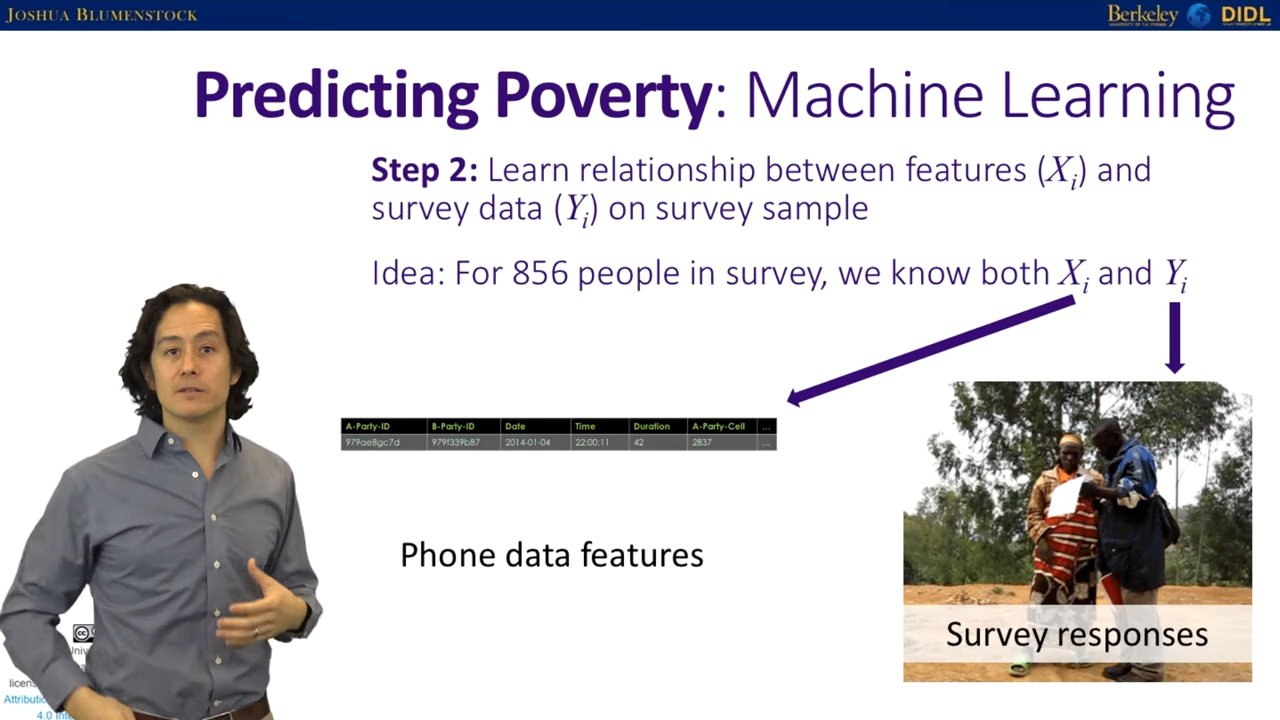 JOSHUA BLUMENSTOCK
Berkeley DIDL
UNIVERSITY OF CALIFORNIA
Predicting Poverty: Machine Learning
Step 2: Learn relationship between features (Xi) and
survey data (Yi) on survey sample
Idea: For 856 people in survey, we know both Xi and Yi
A-Party-ID B-Party-ID Date Time Duration A-Party-Cell ...
979ae8gc7d 979f339b87 2014-01-04 22:00:11 42 2837 ...
Phone data features
Survey responses
cc
4.0